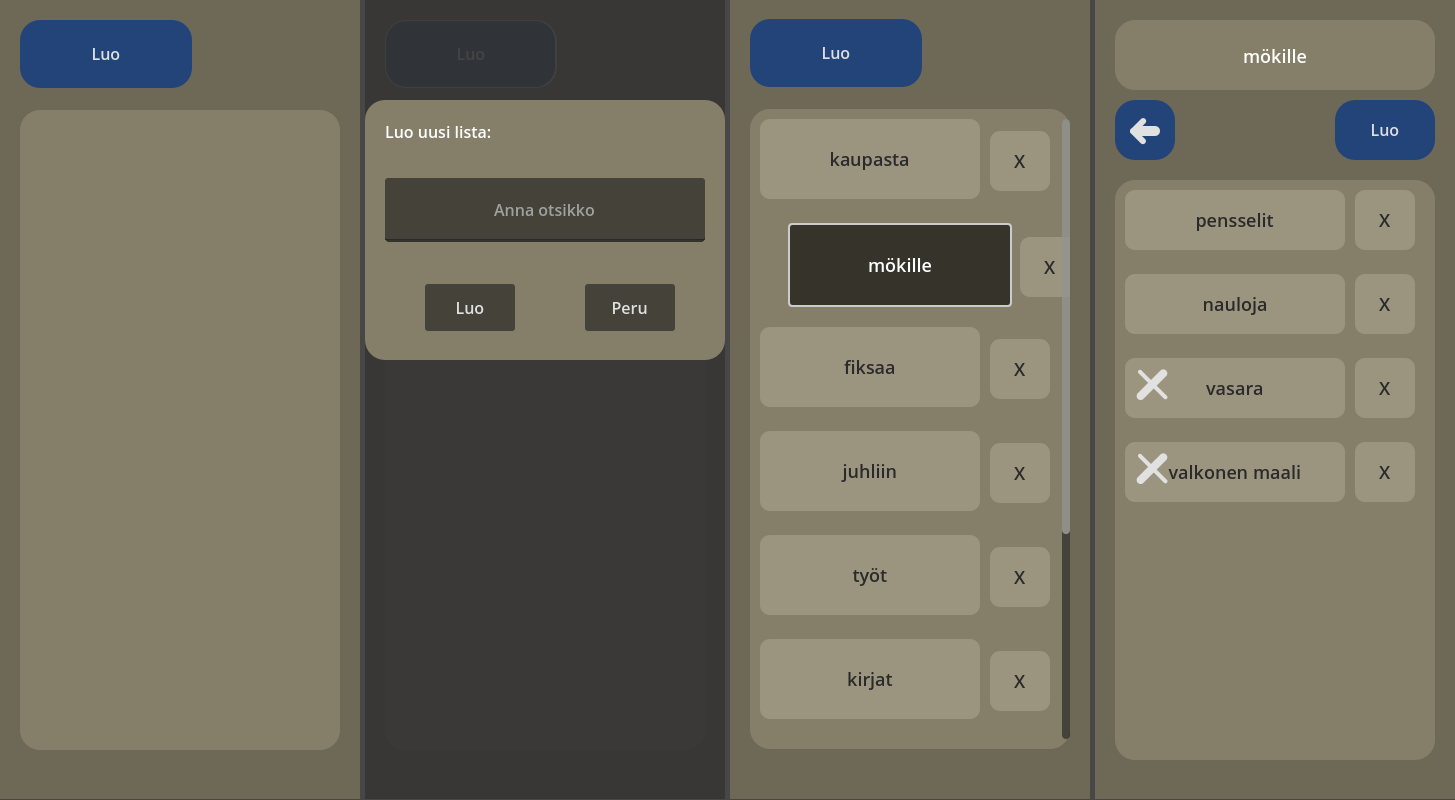 Luo
Luo
Luo uusi lista:
Anna otsikko
Luo
Peru
Luo
kaupasta
X
mökille
X
fiksaa
X
juhliin
X
työt
X
kirjat
X
mökille
Luo
pensselit
X
nauloja
X
vasara
X
valkonen maali
X